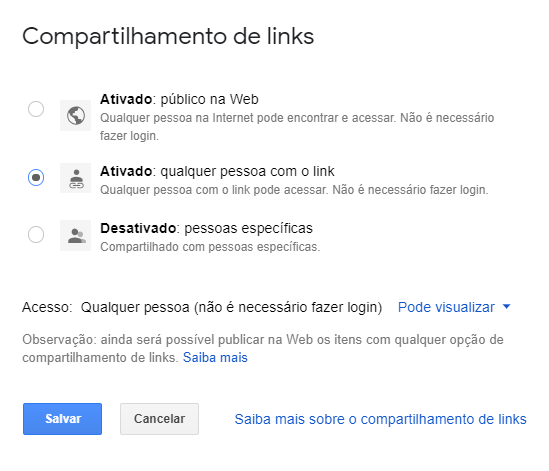 Compartilhamento de links
Ativado: público na Web
Qualquer pessoa na Internet pode encontrar e acessar. Não é necessário
fazer login.
Ativado: qualquer pessoa com o link
Qualquer pessoa com o link pode acessar. Não é necessário fazer login.
Desativado: pessoas específicas
Compartilhado com pessoas específicas.
Acesso: Qualquer pessoa (não é necessário fazer login) Pode visualizar
Observação: ainda será possível publicar na Web os itens com qualquer opção de
compartilhamento de links. Saiba mais
Salvar Cancelar Saiba mais sobre o compartilhamento de links